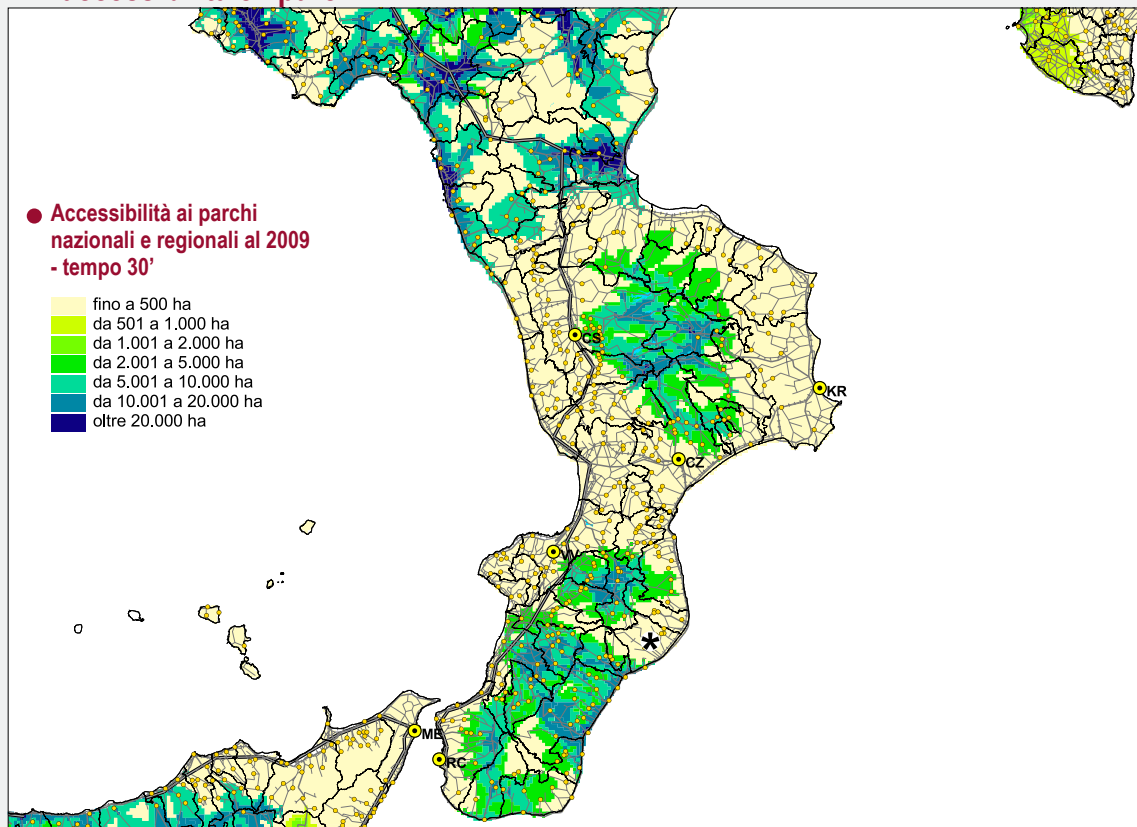 ● Accessibilità ai parchi
nazionali e regionali al 2009
- tempo 30’
fino a 500 ha
da 501 a 1.000 ha
da 1.001 a 2.000 ha
da 2.001 a 5.000 ha
da 5.001 a 10.000 ha
da 10.001 a 20.000 ha
oltre 20.000 ha
CS
KR
CZ
VV
*
ME
RC